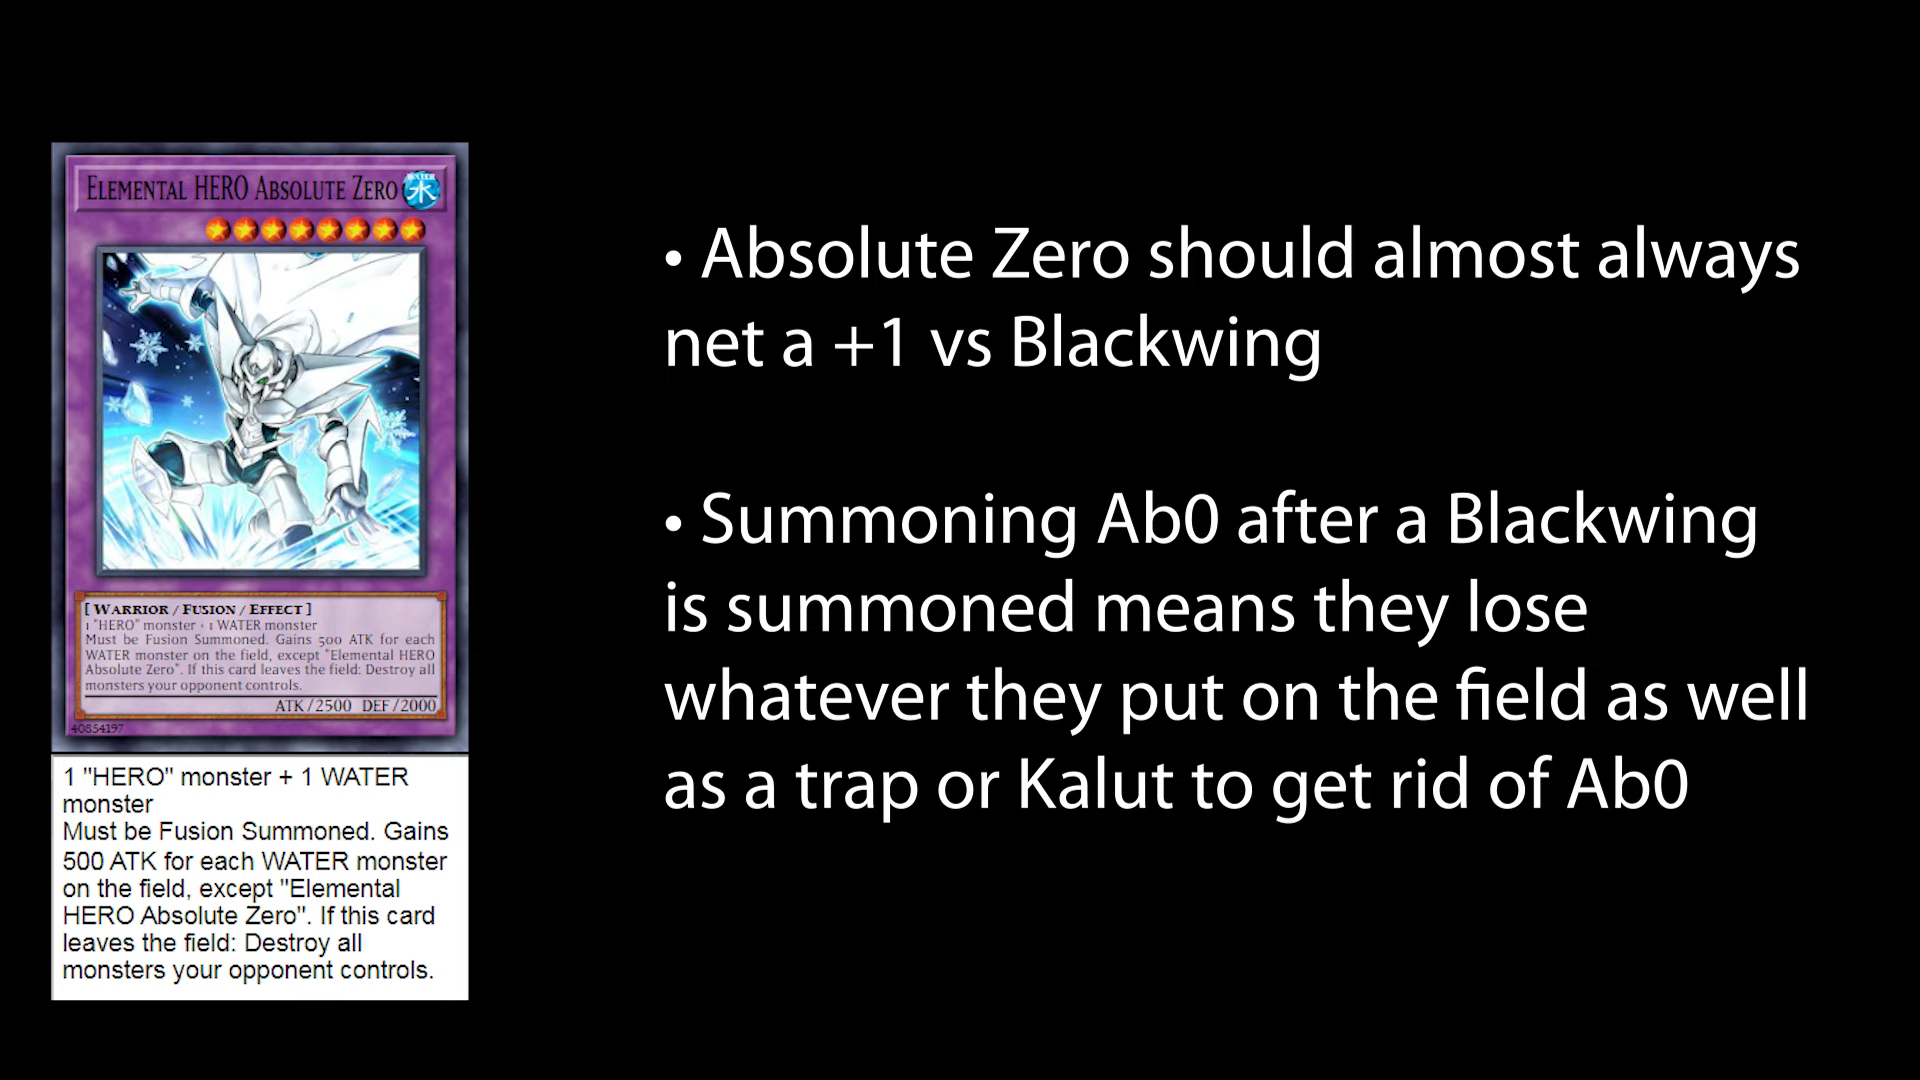 ELEMENTAL HERO ABSOLUTE ZERO
WATER
水
[ WARRIOR / FUSION / EFFECT ]
1 "HERO" monster + 1 WATER monster
Must be Fusion Summoned. Gains 500 ATK for each
WATER monster on the field, except "Elemental HERO
Absolute Zero". If this card leaves the field: Destroy all
monsters your opponent controls.
ATK/2500 DEF/2000
40854197
1 "HERO" monster + 1 WATER
monster
Must be Fusion Summoned. Gains
500 ATK for each WATER monster
on the field, except "Elemental
HERO Absolute Zero". If this card
leaves the field: Destroy all
monsters your opponent controls.
• Absolute Zero should almost always
net a +1 vs Blackwing
• Summoning Ab0 after a Blackwing
is summoned means they lose
whatever they put on the field as well
as a trap or Kalut to get rid of Ab0